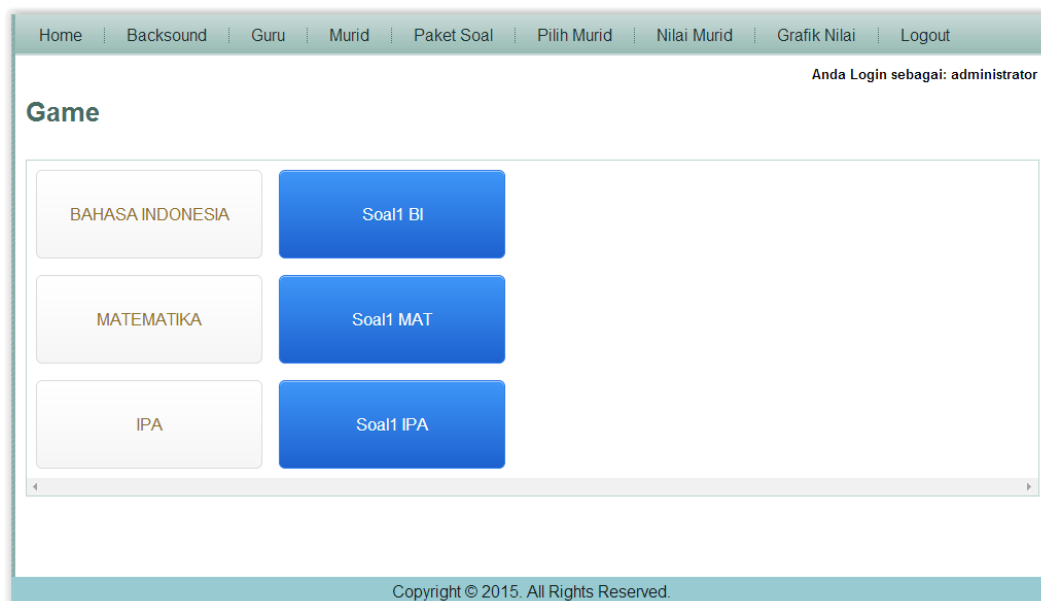 Home Backsound Guru Murid Paket Soal Pilih Murid Nilai Murid Grafik Nilai Logout
Anda Login sebagai: administrator
Game
BAHASA INDONESIA Soal1 BI
MATEMATIKA Soal1 MAT
IPA Soal1 IPA
Copyright © 2015. All Rights Reserved.